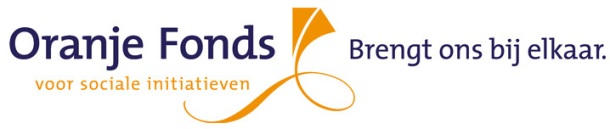 Oranje Fonds
voor sociale initiatieven
Brengt ons bij elkaar.